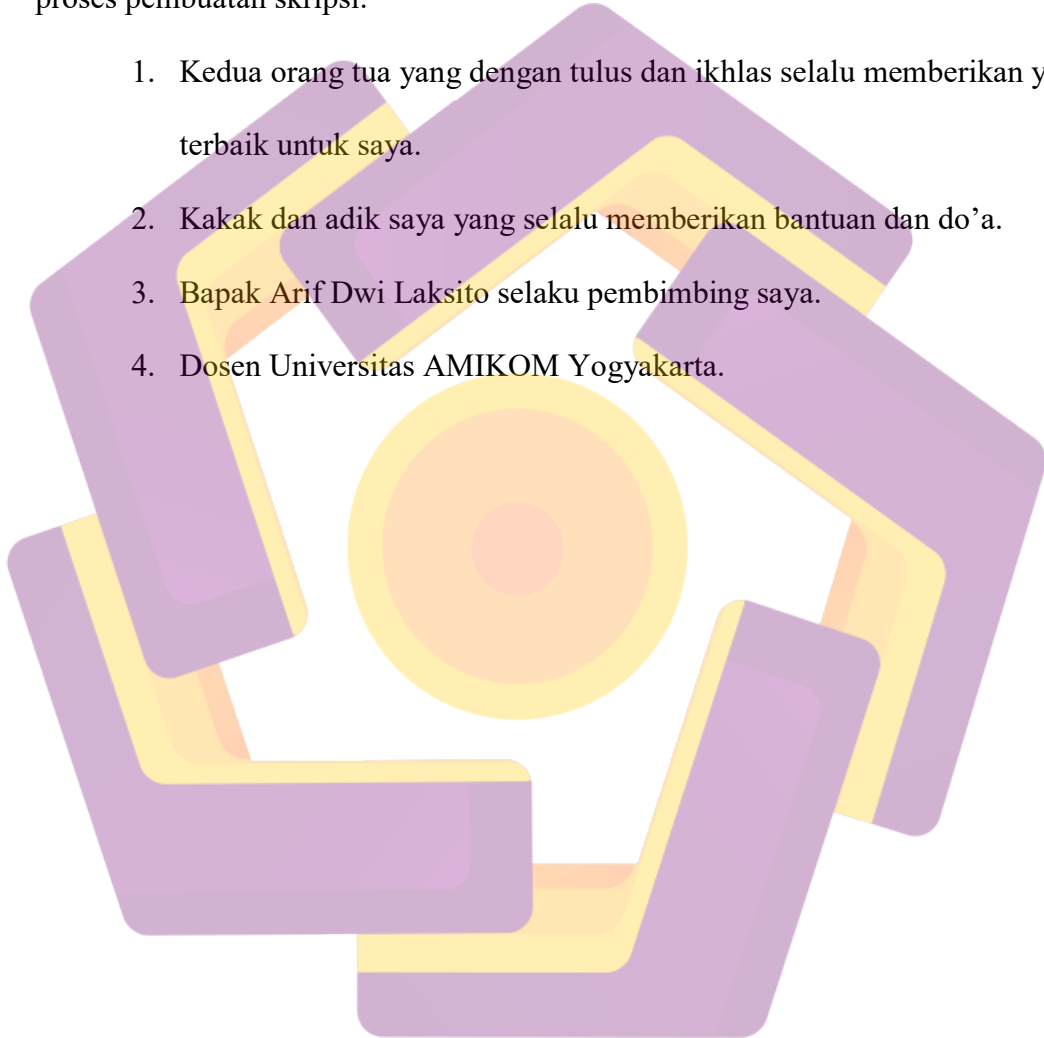 proses pembuatan skripsi.
1. Kedua orang tua yang dengan tulus dan ikhlas selalu memberikan
terbaik untuk saya.
2. Kakak dan adik saya yang selalu memberikan bantuan dan do’a.
3. Bapak Arif Dwi Laksito selaku pembimbing saya.
4. Dosen Universitas AMIKOM Yogyakarta.